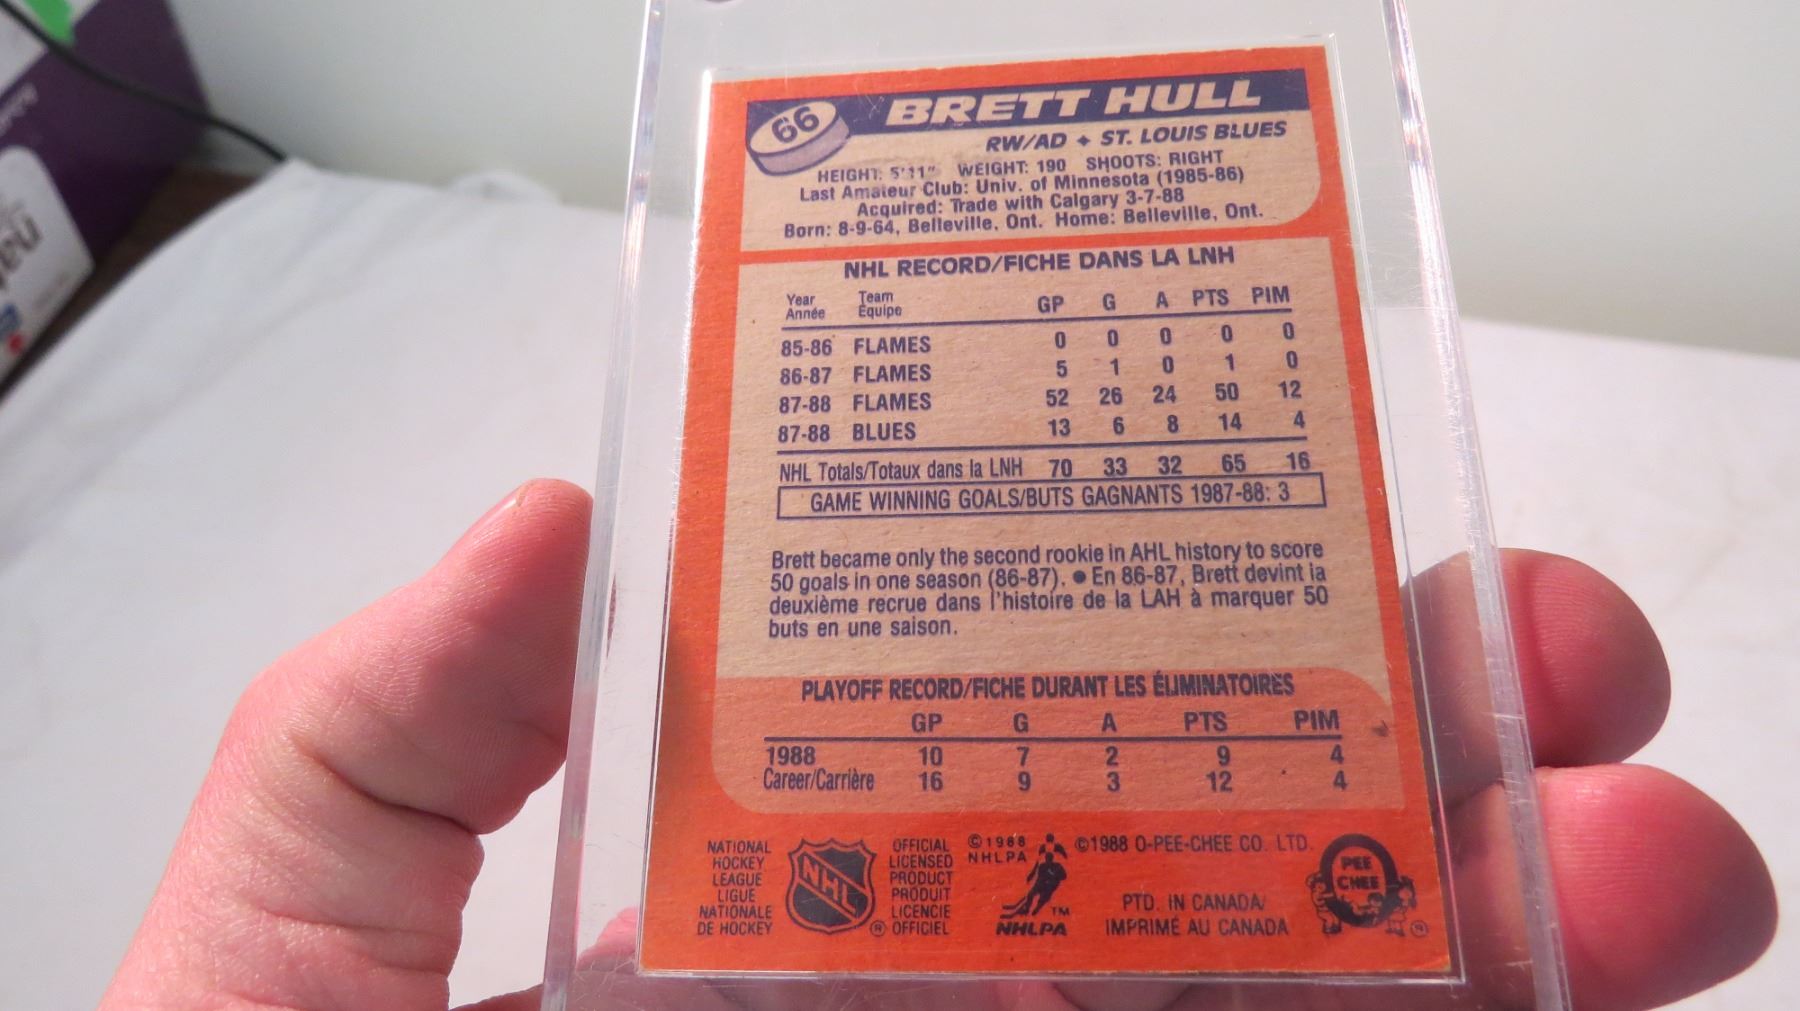 66
BRETT HULL
RW/AD ✦ ST. LOUIS BLUES
HEIGHT: 5'11" WEIGHT: 190 SHOOTS: RIGHT
Last Amateur Club: Univ. of Minnesota (1985-86)
Acquired: Trade with Calgary 3-7-88
Born: 8-9-64, Belleville, Ont. Home: Belleville, Ont.
NHL RECORD/FICHE DANS LA LNH
Year Team GP G A PTS PIM
Année Équipe
85-86 FLAMES 0 0 0 0 0
86-87 FLAMES 5 1 0 1 0
87-88 FLAMES 52 26 24 50 12
87-88 BLUES 13 6 8 14 4
NHL Totals/Totaux dans la LNH 70 33 32 65 16
GAME WINNING GOALS/BUTS GAGNANTS 1987-88: 3
Brett became only the second rookie in AHL history to score
50 goals in one season (86-87). ● En 86-87, Brett devint la
deuxième recrue dans l'histoire de la LAH à marquer 50
buts en une saison.
PLAYOFF RECORD/FICHE DURANT LES ÉLIMINATOIRES
GP G A PTS PIM
1988 10 7 2 9 4
Career/Carrière 16 9 3 12 4
NATIONAL
HOCKEY
LEAGUE
LIGUE
NATIONALE
DE HOCKEY
NHL
®
OFFICIAL
LICENSED
PRODUCT
PRODUIT
LICENCIE
OFFICIEL
©1988
NHLPA
TM
NHLPA
©1988 O-PEE-CHEE CO. LTD.
PTD. IN CANADA/
IMPRIMÉ AU CANADA
PEE
CHEE
®